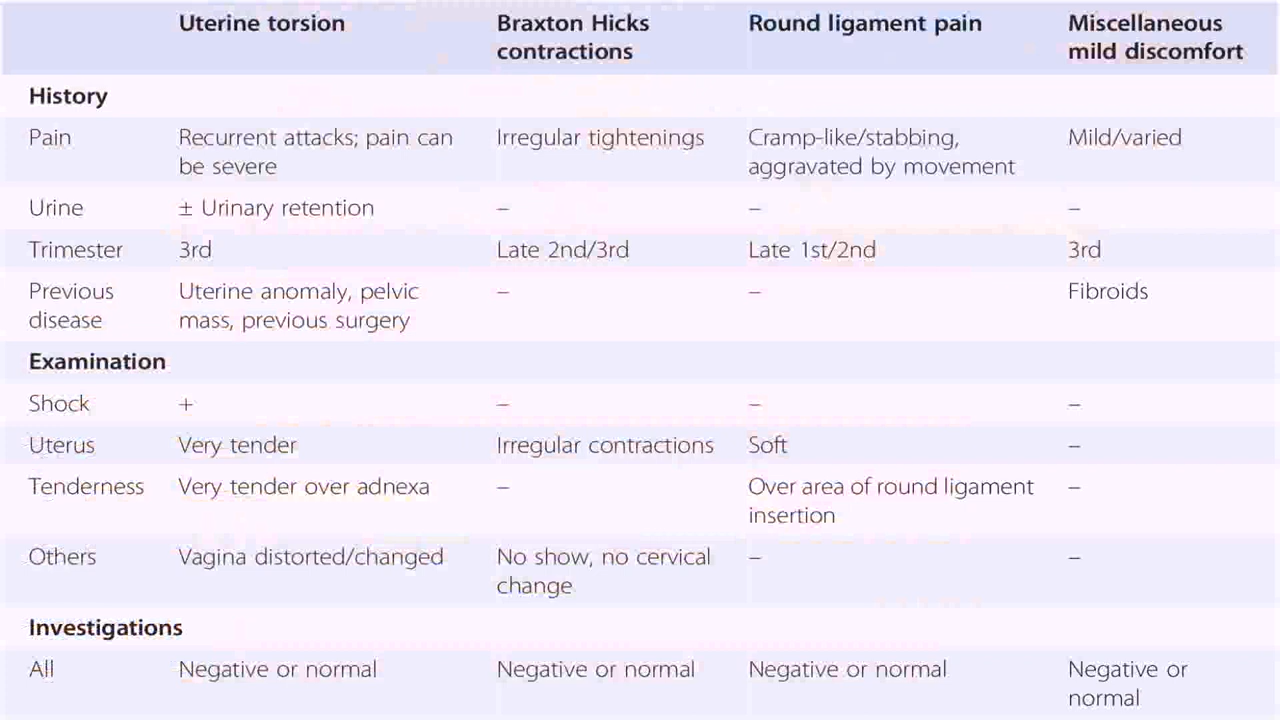 Uterine torsion Braxton Hicks contractions Round ligament pain Miscellaneous mild discomfort
History
Pain Recurrent attacks; pain can be severe Irregular tightenings Cramp-like/stabbing, aggravated by movement Mild/varied
Urine ± Urinary retention – – –
Trimester 3rd Late 2nd/3rd Late 1st/2nd 3rd
Previous disease Uterine anomaly, pelvic mass, previous surgery – – Fibroids
Examination
Shock + – – –
Uterus Very tender Irregular contractions Soft –
Tenderness Very tender over adnexa – Over area of round ligament insertion –
Others Vagina distorted/changed No show, no cervical change – –
Investigations
All Negative or normal Negative or normal Negative or normal Negative or normal